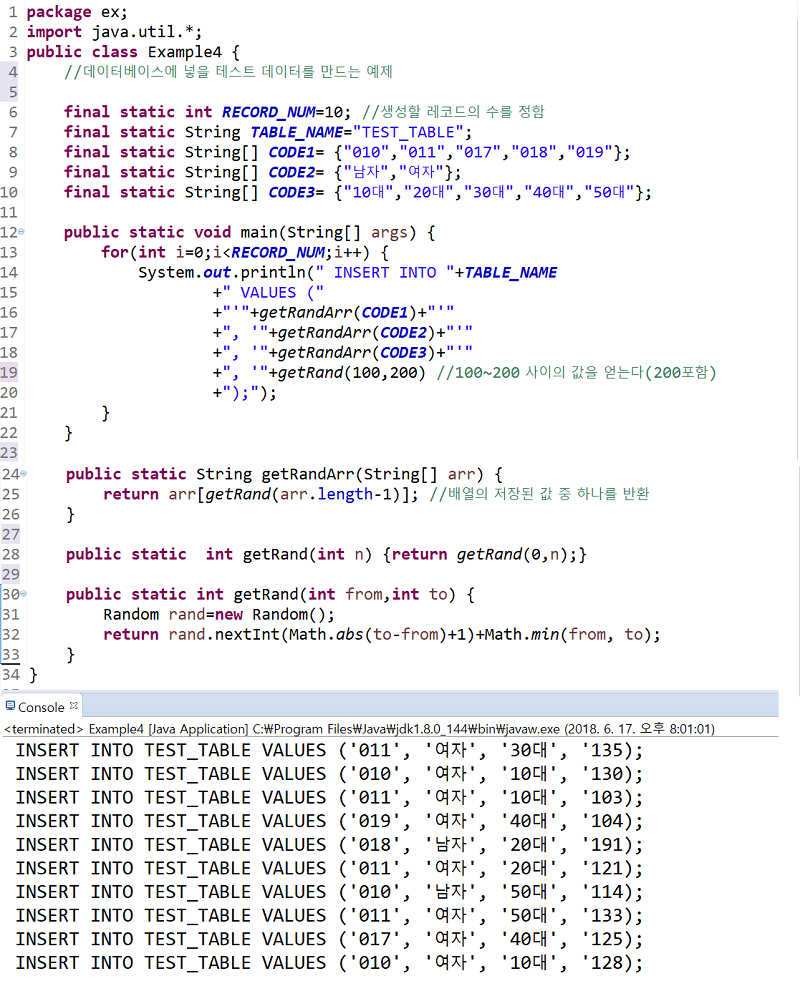 1 package ex;
2 import java.util.*;
3 public class Example4 {
4     //데이터베이스에 넣을 테스트 데이터를 만드는 예제
5
6     final static int RECORD_NUM=10; //생성할 레코드의 수를 정함
7     final static String TABLE_NAME="TEST_TABLE";
8     final static String[] CODE1= {"010","011","017","018","019"};
9     final static String[] CODE2= {"남자","여자"};
10     final static String[] CODE3= {"10대","20대","30대","40대","50대"};
11
12     public static void main(String[] args) {
13         for(int i=0;i<RECORD_NUM;i++) {
14             System.out.println(" INSERT INTO "+TABLE_NAME
15                     +" VALUES ("
16                     +"'"+getRandArr(CODE1)+"'"
17                     +", '"+getRandArr(CODE2)+"'"
18                     +", '"+getRandArr(CODE3)+"'"
19                     +", '"+getRand(100,200) //100~200 사이의 값을 얻는다(200포함)
20                     +");");
21         }
22     }
23
24     public static String getRandArr(String[] arr) {
25         return arr[getRand(arr.length-1)]; //배열의 저장된 값 중 하나를 반환
26     }
27
28     public static  int getRand(int n) {return getRand(0,n);}
29
30     public static int getRand(int from,int to) {
31         Random rand=new Random();
32         return rand.nextInt(Math.abs(to-from)+1)+Math.min(from, to);
33     }
34 }
Console
<terminated> Example4 [Java Application] C:₩Program Files₩Java₩jdk1.8.0_144₩bin₩javaw.exe (2018. 6. 17. 오후 8:01:01)
INSERT INTO TEST_TABLE VALUES ('011', '여자', '30대', '135);
INSERT INTO TEST_TABLE VALUES ('010', '여자', '10대', '130);
INSERT INTO TEST_TABLE VALUES ('011', '여자', '10대', '103);
INSERT INTO TEST_TABLE VALUES ('019', '여자', '40대', '104);
INSERT INTO TEST_TABLE VALUES ('018', '남자', '20대', '191);
INSERT INTO TEST_TABLE VALUES ('011', '여자', '20대', '121);
INSERT INTO TEST_TABLE VALUES ('010', '남자', '50대', '114);
INSERT INTO TEST_TABLE VALUES ('011', '여자', '50대', '133);
INSERT INTO TEST_TABLE VALUES ('017', '여자', '40대', '125);
INSERT INTO TEST_TABLE VALUES ('010', '여자', '10대', '128);